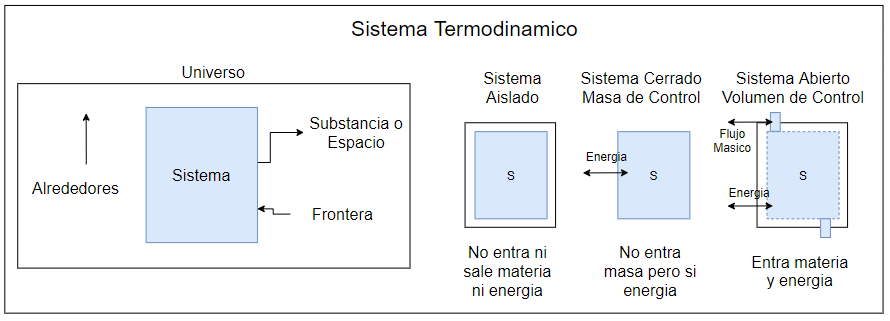 Sistema Termodinamico
Universo
Substancia o
Espacio
Alrededores
Sistema
Frontera
Sistema
Aislado
S
No entra ni
sale materia
ni energia
Sistema Cerrado
Masa de Control
Energia
S
No entra
masa pero si
energia
Sistema Abierto
Volumen de Control
Flujo
Masico
Energia
S
Entra materia
y energia